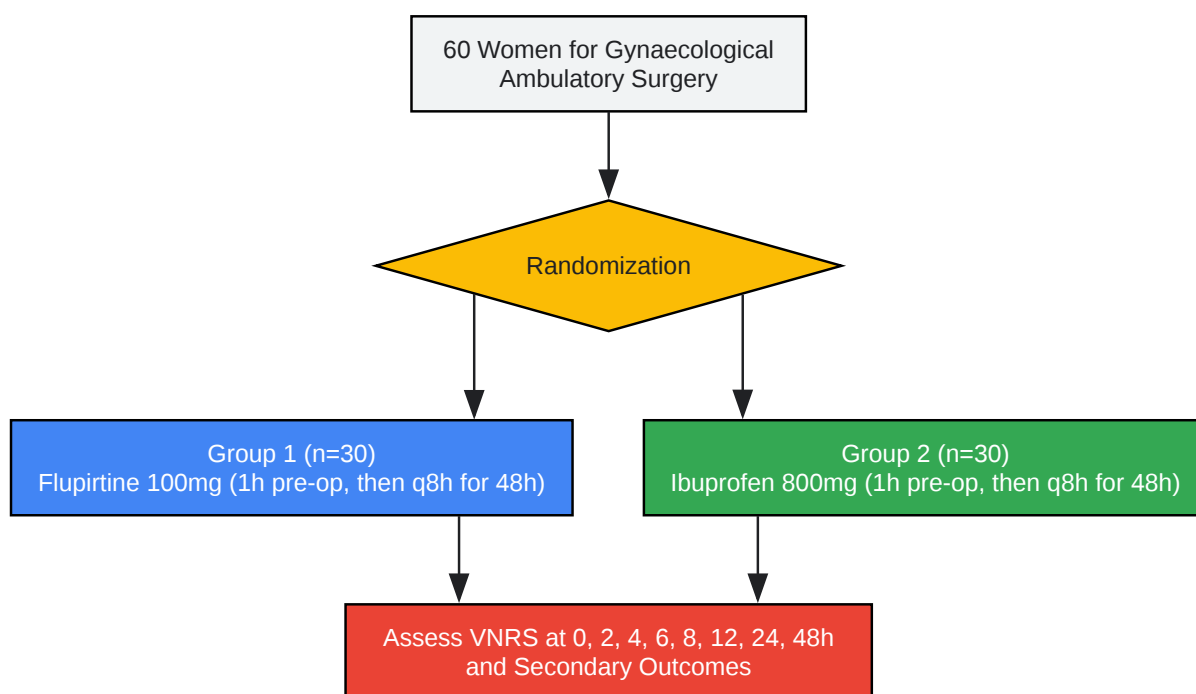 60 Women for Gynaecological
Ambulatory Surgery
Randomization
Group 1 (n=30)
Flupirtine 100mg (1h pre-op, then q8h for 48h)
Group 2 (n=30)
Ibuprofen 800mg (1h pre-op, then q8h for 48h)
Assess VNRS at 0, 2, 4, 6, 8, 12, 24, 48h
and Secondary Outcomes